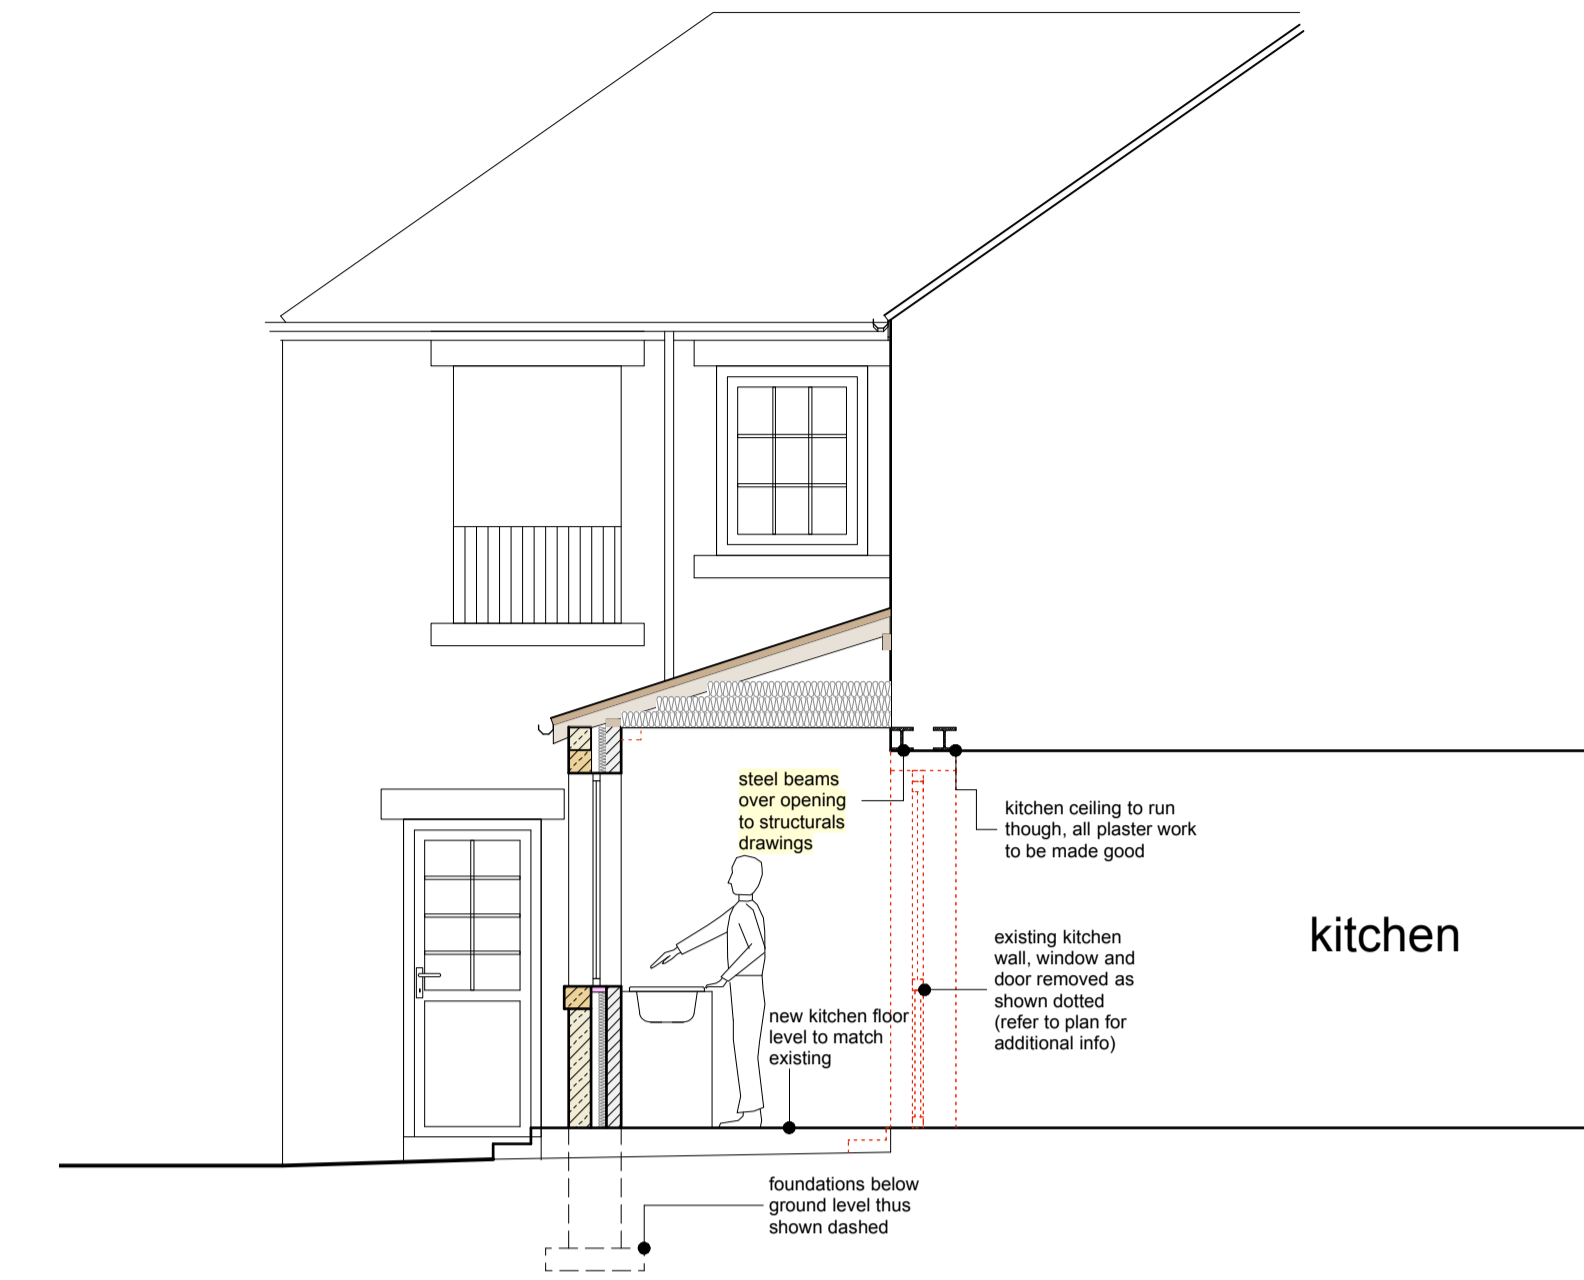 steel beams
over opening
to structurals
drawings
kitchen ceiling to run
though, all plaster work
to be made good
kitchen
existing kitchen
wall, window and
door removed as
shown dotted
(refer to plan for
additional info)
new kitchen floor
level to match
existing
foundations below
ground level thus
shown dashed